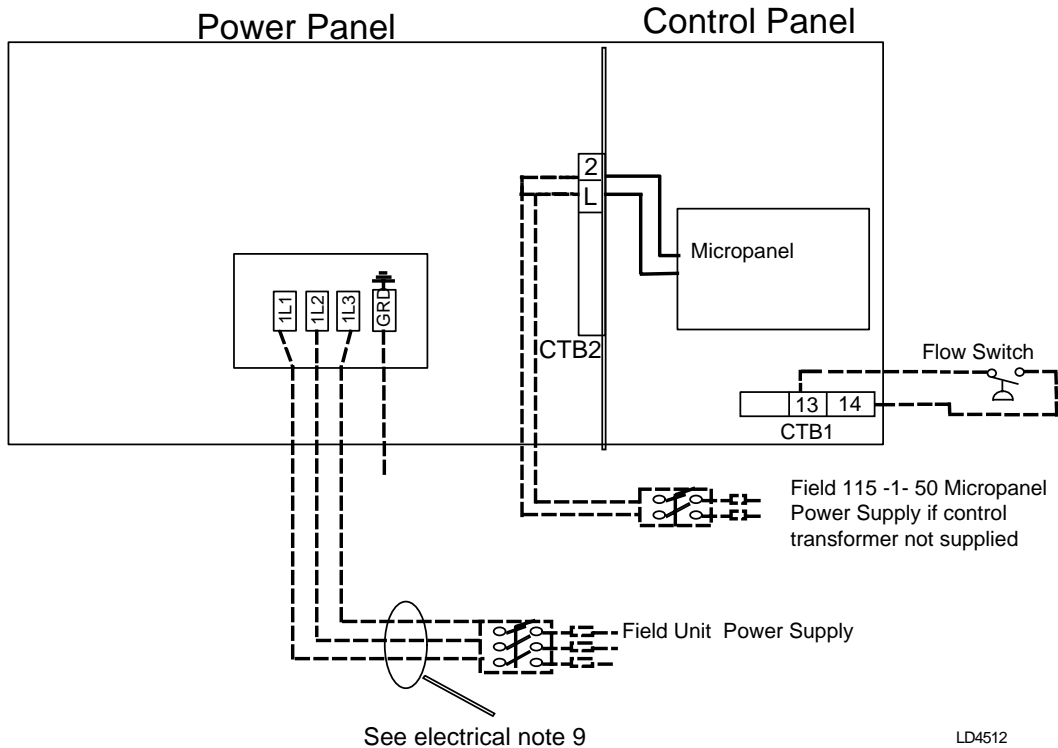 Power Panel
Control Panel
2
L
Micropanel
1L1
1L2
1L3
GRD
CTB2
Flow Switch
13
14
CTB1
Field 115 -1- 50 Micropanel
Power Supply if control
transformer not supplied
Field Unit Power Supply
See electrical note 9
LD4512